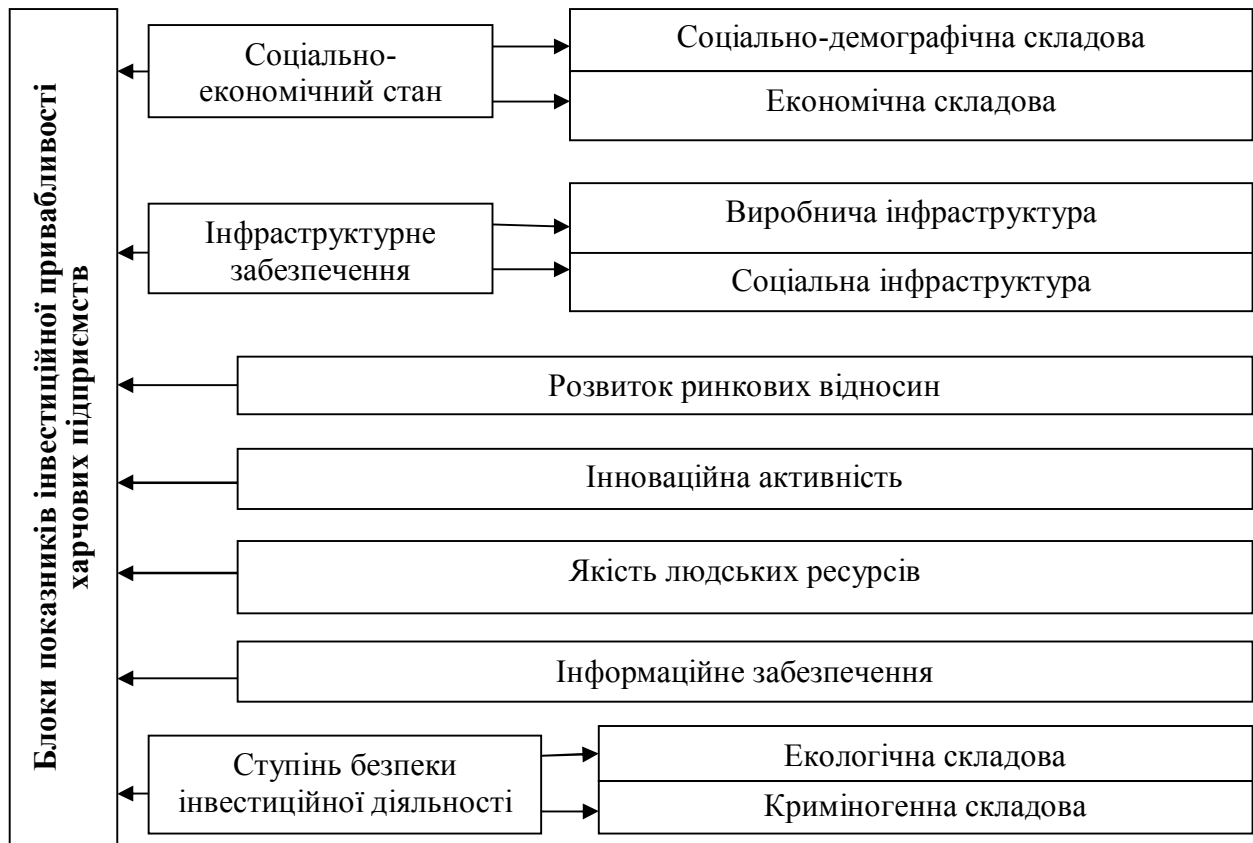 Блоки показників інвестиційної привабливості
харчових підприємств
Соціально-
економічний стан
Соціально-демографічна складова
Економічна складова
Інфраструктурне
забезпечення
Виробнича інфраструктура
Соціальна інфраструктура
Розвиток ринкових відносин
Інноваційна активність
Якість людських ресурсів
Інформаційне забезпечення
Ступінь безпеки
інвестиційної діяльності
Екологічна складова
Криміногенна складова